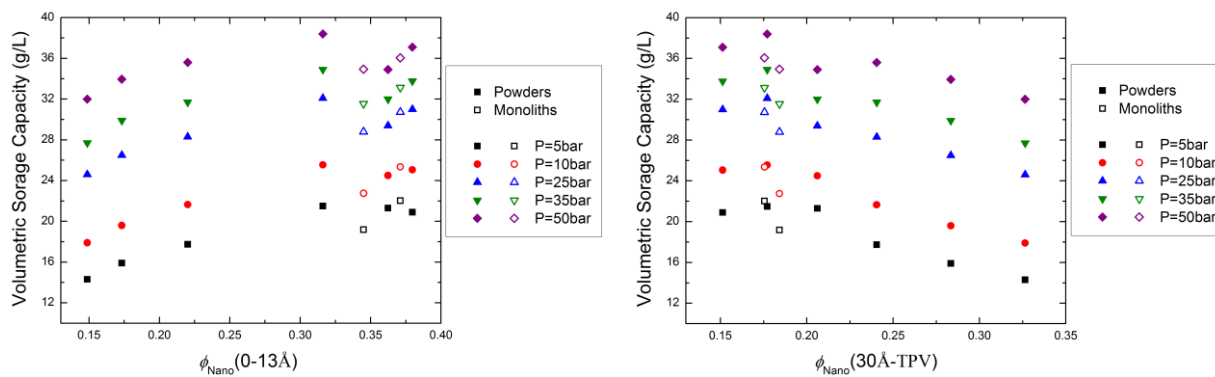 Volumetric Sorage Capacity (g/L)
40
36
32
28
24
20
16
12
0.15
0.20
0.25
0.30
0.35
0.40
ϕNano(0-13Å)
Powders
Monoliths
P=5bar
P=10bar
P=25bar
P=35bar
P=50bar
Volumetric Sorage Capacity (g/L)
40
36
32
28
24
20
16
12
0.15
0.20
0.25
0.30
0.35
ϕNano(30Å-TPV)
Powders
Monoliths
P=5bar
P=10bar
P=25bar
P=35bar
P=50bar